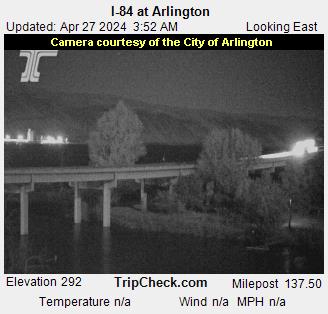 I-84 at Arlington
Updated: Apr 27 2024 3:52 AM Looking East
Camera courtesy of the City of Arlington
Elevation 292 TripCheck.com Milepost 137.50
Temperature n/a Wind n/a MPH n/a